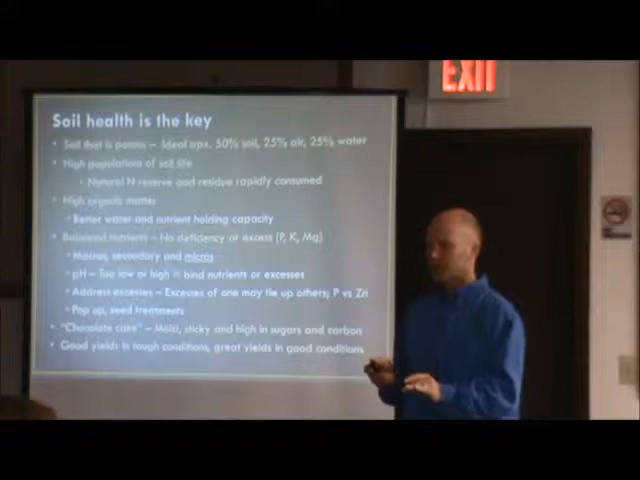 EXIT
Soil health is the key
• Soil that is porous – Ideal apx. 50% soil, 25% air, 25% water
• High populations of soil life
• Natural N reserve and residue rapidly consumed
• High organic matter
• Better water and nutrient holding capacity
• Balanced nutrients – No deficiency or excess (P, K, Mg)
• Macros, secondary and micros
• pH – Too low or high = bind nutrients or excesses
• Address excesses – Excesses of one may tie up others; P vs Zn
• Pop up, seed treatments
• "Chocolate cake" – Moist, sticky and high in sugars and carbon
• Good yields in tough conditions, great yields in good conditions